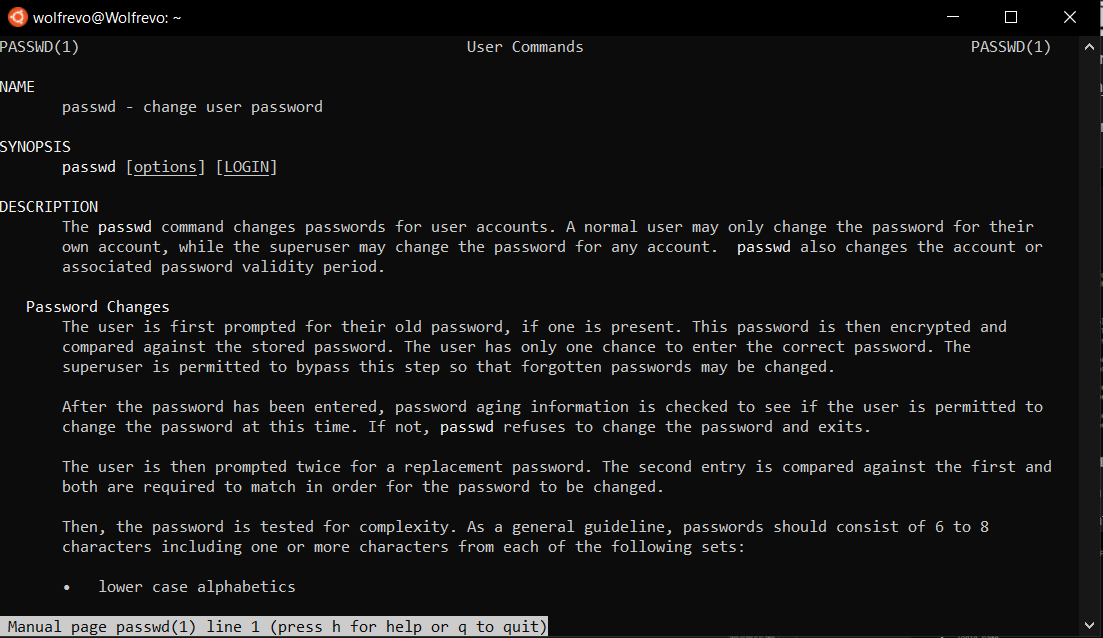 wolfrevo@Wolfrevo: ~
PASSWD(1) User Commands PASSWD(1)
NAME
passwd - change user password
SYNOPSIS
passwd [options] [LOGIN]
DESCRIPTION
The passwd command changes passwords for user accounts. A normal user may only change the password for their
own account, while the superuser may change the password for any account.  passwd also changes the account or
associated password validity period.
Password Changes
The user is first prompted for their old password, if one is present. This password is then encrypted and
compared against the stored password. The user has only one chance to enter the correct password. The
superuser is permitted to bypass this step so that forgotten passwords may be changed.
After the password has been entered, password aging information is checked to see if the user is permitted to
change the password at this time. If not, passwd refuses to change the password and exits.
The user is then prompted twice for a replacement password. The second entry is compared against the first and
both are required to match in order for the password to be changed.
Then, the password is tested for complexity. As a general guideline, passwords should consist of 6 to 8
characters including one or more characters from each of the following sets:
• lower case alphabetics
Manual page passwd(1) line 1 (press h for help or q to quit)